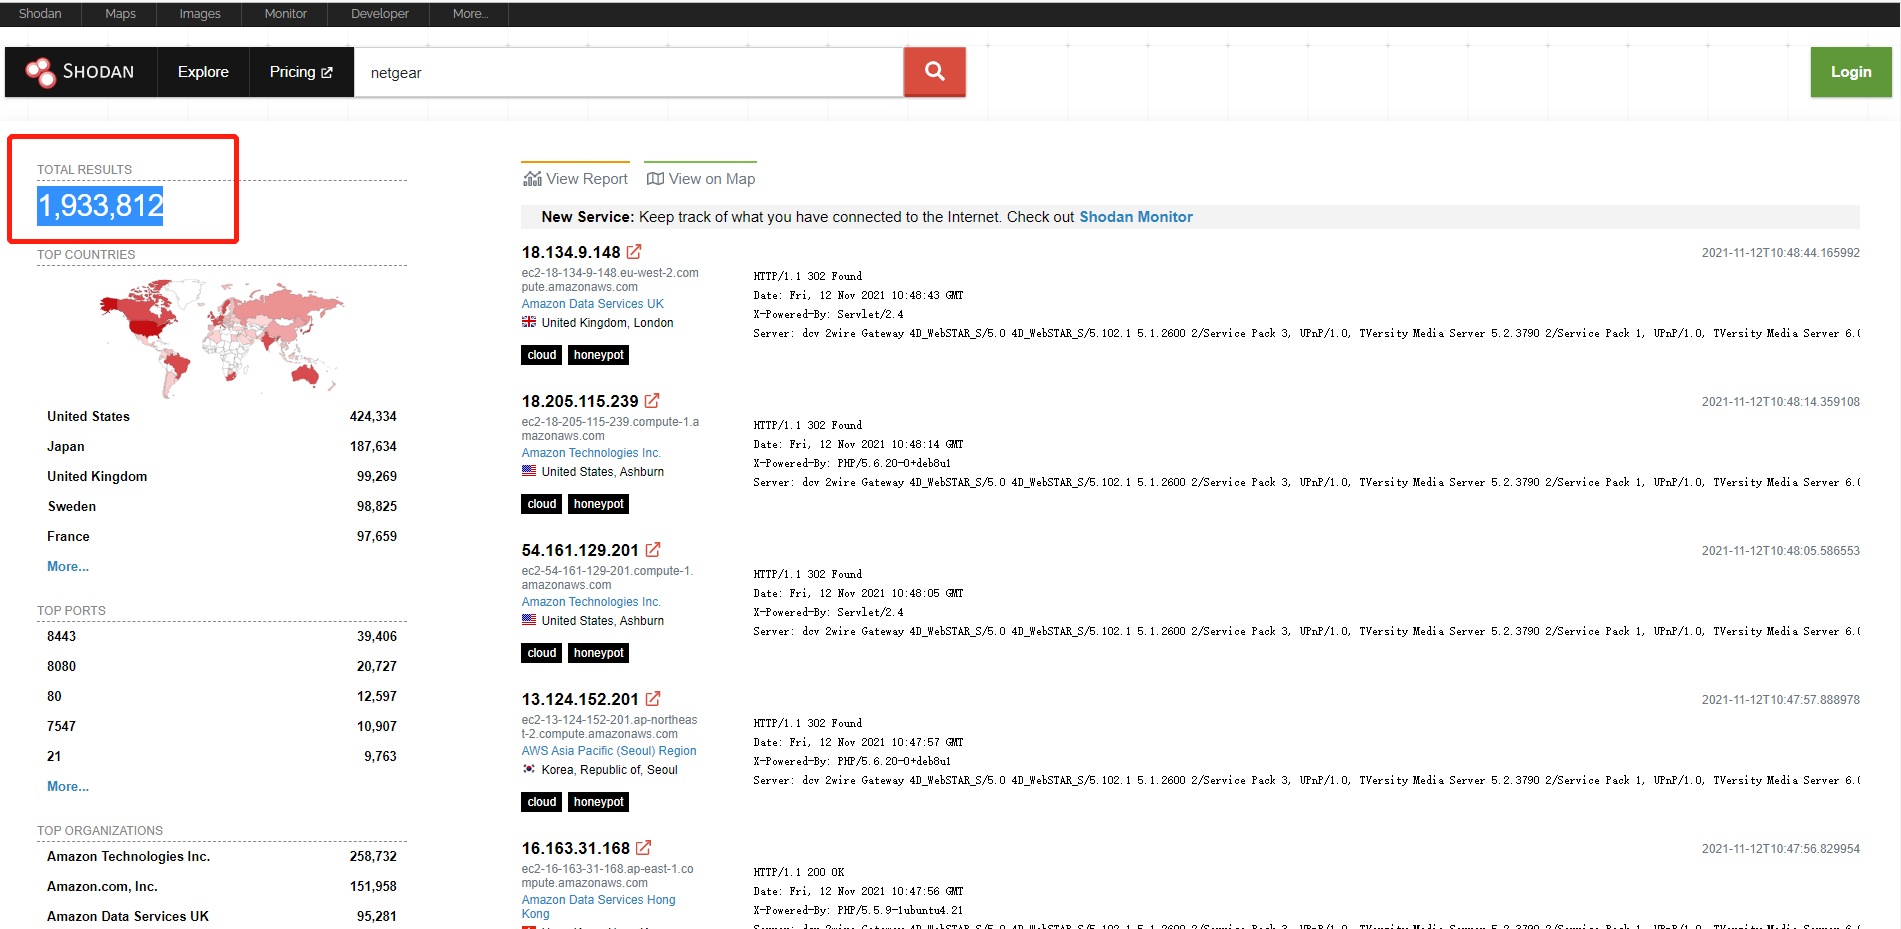 Shodan Maps Images Monitor Developer More...
SHODAN Explore Pricing netgear Login
TOTAL RESULTS
1,933,812
TOP COUNTRIES
United States 424,334
Japan 187,634
United Kingdom 99,269
Sweden 98,825
France 97,659
More...
TOP PORTS
8443 39,406
8080 20,727
80 12,597
7547 10,907
21 9,763
More...
TOP ORGANIZATIONS
Amazon Technologies Inc. 258,732
Amazon.com, Inc. 151,958
Amazon Data Services UK 95,281
View Report View on Map
New Service: Keep track of what you have connected to the Internet. Check out Shodan Monitor
18.134.9.148
2021-11-12T10:48:44.165992
ec2-18-134-9-148.eu-west-2.com
pute.amazonaws.com
Amazon Data Services UK
United Kingdom, London
cloud honeypot
HTTP/1.1 302 Found
Date: Fri, 12 Nov 2021 10:48:43 GMT
X-Powered-By: Servlet/2.4
Server: dcv 2wire Gateway 4D_WebSTAR_S/5.0 4D_WebSTAR_S/5.102.1 5.1.2600 2/Service Pack 3, UPnP/1.0, TVersity Media Server 5.2.3790 2/Service Pack 1, UPnP/1.0, TVersity Media Server 6.0
18.205.115.239
2021-11-12T10:48:14.359108
ec2-18-205-115-239.compute-1.a
mazonaws.com
Amazon Technologies Inc.
United States, Ashburn
cloud honeypot
HTTP/1.1 302 Found
Date: Fri, 12 Nov 2021 10:48:14 GMT
X-Powered-By: PHP/5.6.20-0+deb8u1
Server: dcv 2wire Gateway 4D_WebSTAR_S/5.0 4D_WebSTAR_S/5.102.1 5.1.2600 2/Service Pack 3, UPnP/1.0, TVersity Media Server 5.2.3790 2/Service Pack 1, UPnP/1.0, TVersity Media Server 6.0
54.161.129.201
2021-11-12T10:48:05.586553
ec2-54-161-129-201.compute-1.
amazonaws.com
Amazon Technologies Inc.
United States, Ashburn
cloud honeypot
HTTP/1.1 302 Found
Date: Fri, 12 Nov 2021 10:48:05 GMT
X-Powered-By: Servlet/2.4
Server: dcv 2wire Gateway 4D_WebSTAR_S/5.0 4D_WebSTAR_S/5.102.1 5.1.2600 2/Service Pack 3, UPnP/1.0, TVersity Media Server 5.2.3790 2/Service Pack 1, UPnP/1.0, TVersity Media Server 6.0
13.124.152.201
2021-11-12T10:47:57.888978
ec2-13-124-152-201.ap-northeas
t-2.compute.amazonaws.com
AWS Asia Pacific (Seoul) Region
Korea, Republic of, Seoul
cloud honeypot
HTTP/1.1 302 Found
Date: Fri, 12 Nov 2021 10:47:57 GMT
X-Powered-By: PHP/5.6.20-0+deb8u1
Server: dcv 2wire Gateway 4D_WebSTAR_S/5.0 4D_WebSTAR_S/5.102.1 5.1.2600 2/Service Pack 3, UPnP/1.0, TVersity Media Server 5.2.3790 2/Service Pack 1, UPnP/1.0, TVersity Media Server 6.0
16.163.31.168
2021-11-12T10:47:56.829954
ec2-16-163-31-168.ap-east-1.co
mpute.amazonaws.com
Amazon Data Services Hong
Kong
HTTP/1.1 200 OK
Date: Fri, 12 Nov 2021 10:47:56 GMT
X-Powered-By: PHP/5.5.9-1ubuntu4.21